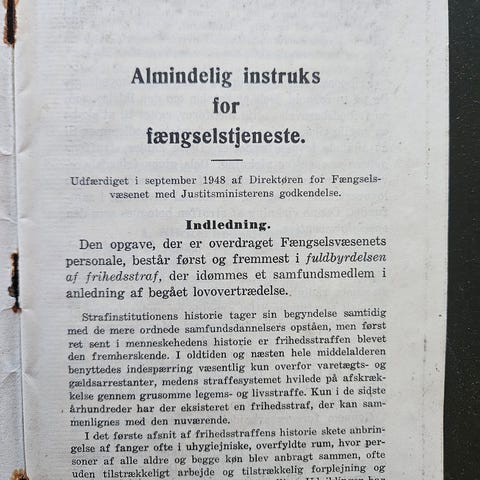 Almindelig instruks
for
fængselstjeneste.
Udfærdiget i september 1948 af Direktøren for Fængsels-
væsenet med Justitsministerens godkendelse.
Indledning.
Den opgave, der er overdraget Fængselsvæsenets
personale, består først og fremmest i fuldbyrdelsen
af frihedsstraf, der idømmes et samfundsmedlem i
anledning af begået lovovertrædelse.
Strafinstitutionens historie tager sin begyndelse samtidig
med de mere ordnede samfundsdannelsers opståen, men først
ret sent i menneskehedens historie er frihedsstraffen blevet
den fremherskende. I oldtiden og næsten hele middelalderen
benyttedes indespærring væsentlig kun overfor varetægts- og
gældsarrestanter, medens straffesystemet hvilede på afskræk-
kelse gennem grusomme legems- og livsstraffe. Kun i de sidste
århundreder har der eksisteret en frihedsstraf, der kan sam-
menlignes med den nuværende.
I det første afsnit af frihedsstraffens historie skete anbrin-
gelse af fanger ofte i uhygiejniske, overfyldte rum, hvor per-
soner af alle aldre og begge køn blev anbragt sammen, ofte
uden tilstrækkeligt arbejde og tilstrækkelig forplejning og